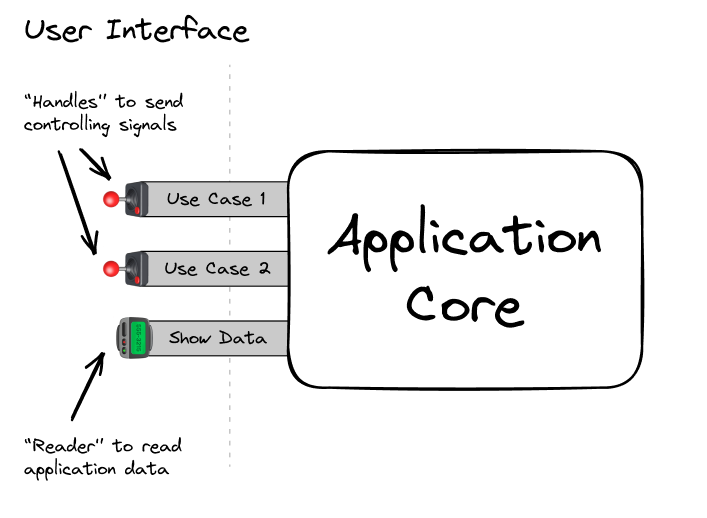 User Interface
"Handles" to send
controlling signals
Use Case 1
Use Case 2
Show Data
Application
Core
"Reader" to read
application data